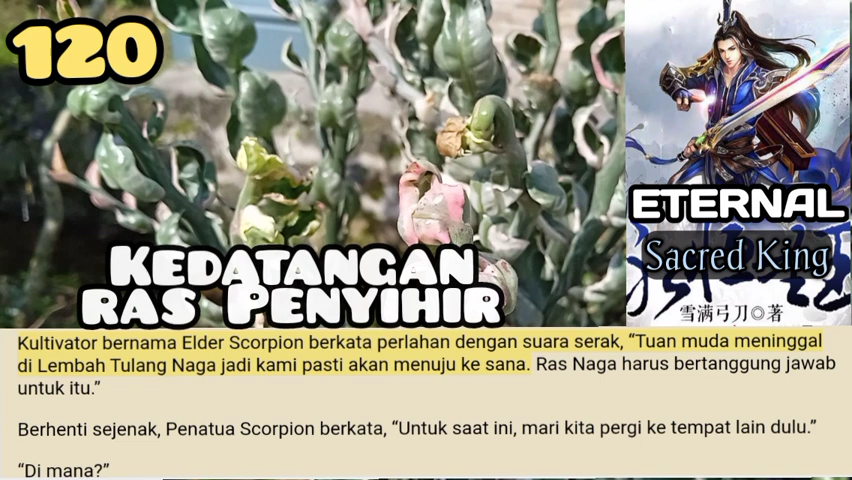 120
KEDATANGAN
RAS PENYIHIR
ETERNAL
Sacred King
雪满弓刀◎著
Kultivator bernama Elder Scorpion berkata perlahan dengan suara serak, “Tuan muda meninggal
di Lembah Tulang Naga jadi kami pasti akan menuju ke sana. Ras Naga harus bertanggung jawab
untuk itu.”
Berhenti sejenak, Penatua Scorpion berkata, “Untuk saat ini, mari kita pergi ke tempat lain dulu.”
“Di mana?”